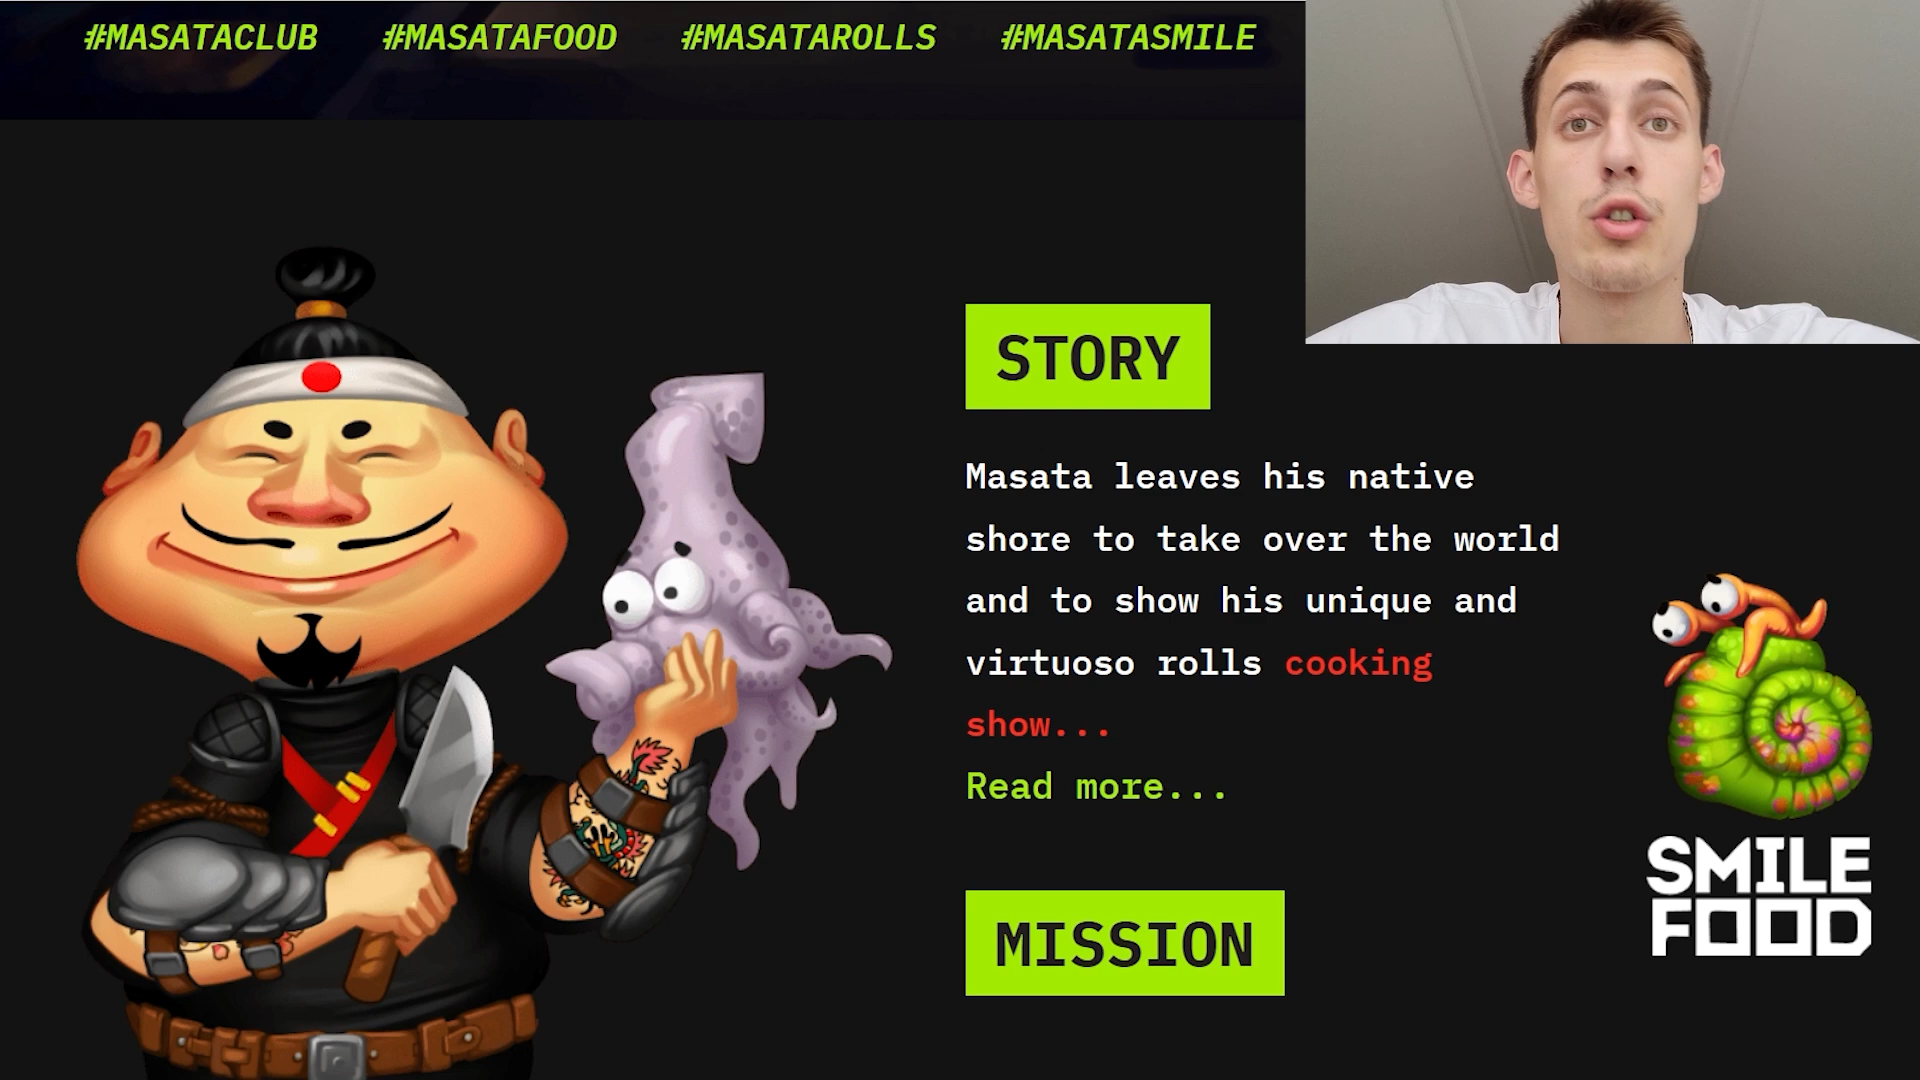 #MASATACLUB #MASATAFOOD #MASATAROLLS #MASATASMILE
STORY
Masata leaves his native
shore to take over the world
and to show his unique and
virtuoso rolls cooking
show...
Read more...
MISSION
SMILE
FOOD